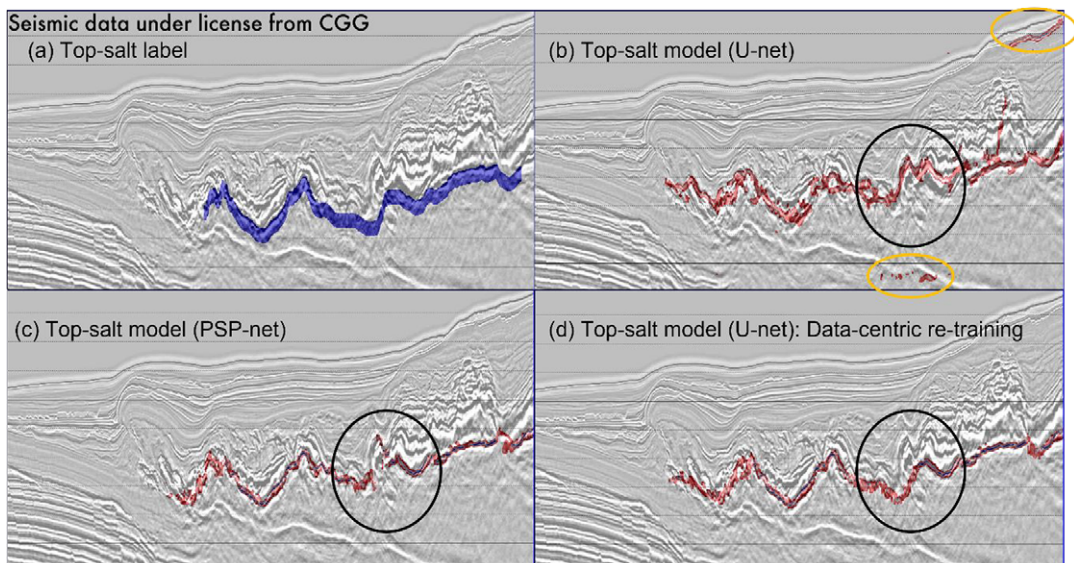 Seismic data under license from CGG
(a) Top-salt label
(b) Top-salt model (U-net)
(c) Top-salt model (PSP-net)
(d) Top-salt model (U-net): Data-centric re-training